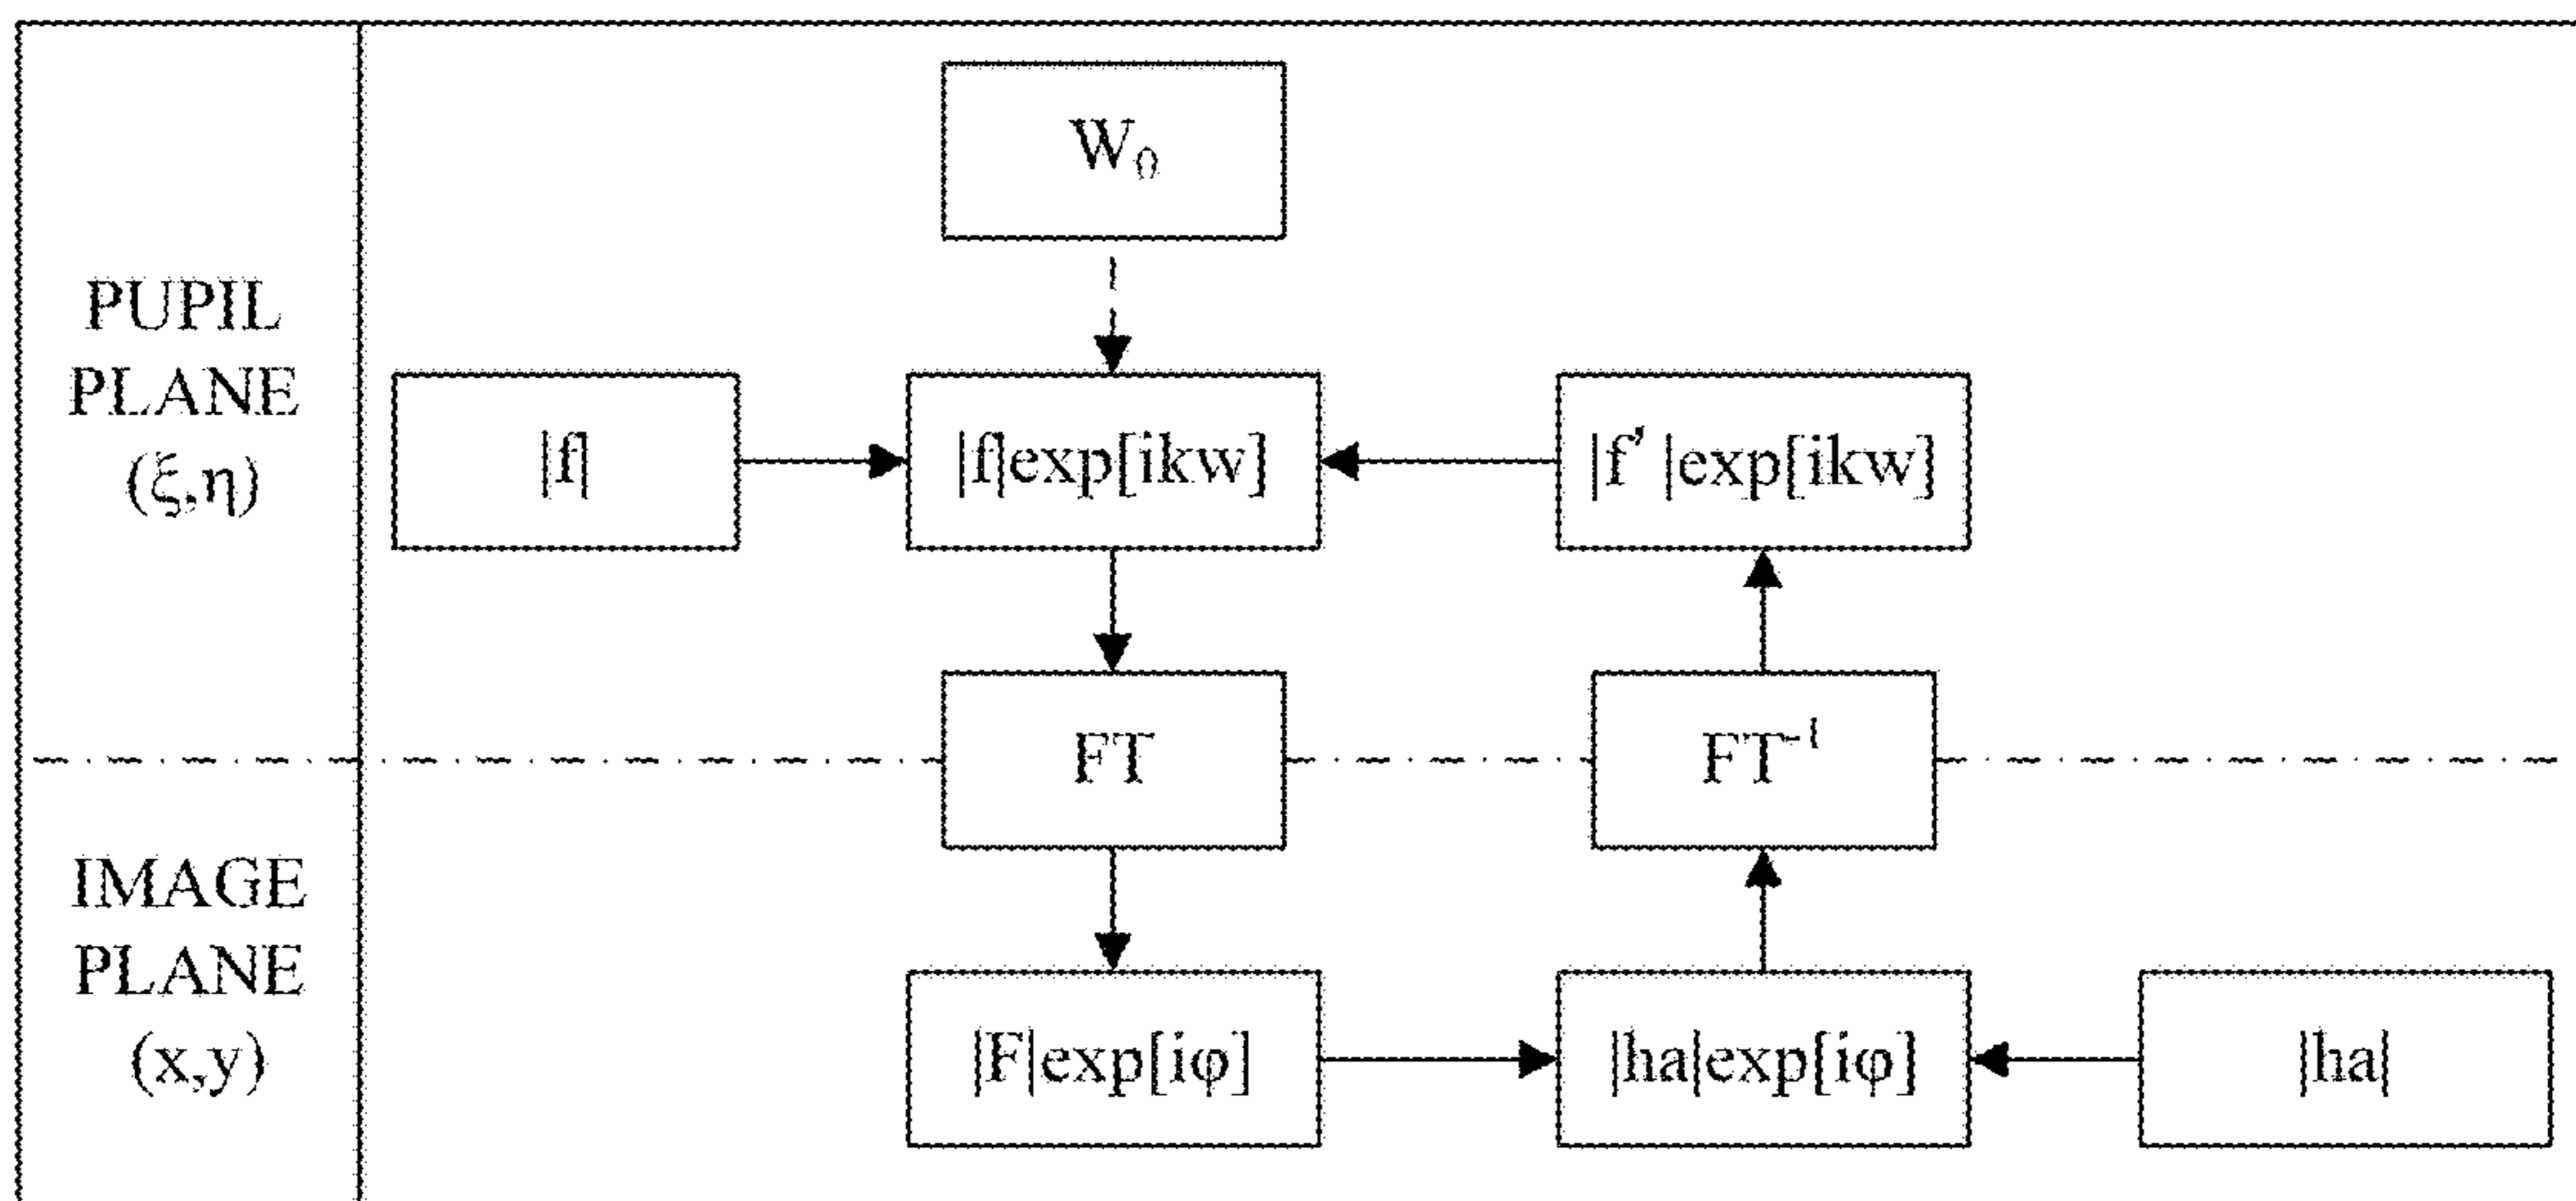 W₀
PUPIL
PLANE
(ξ,η)
|f|
|f|exp[ikw]
|f' |exp[ikw]
FT
FT⁻¹
IMAGE
PLANE
(x,y)
|F|exp[iφ]
|ha|exp[iφ]
|ha|